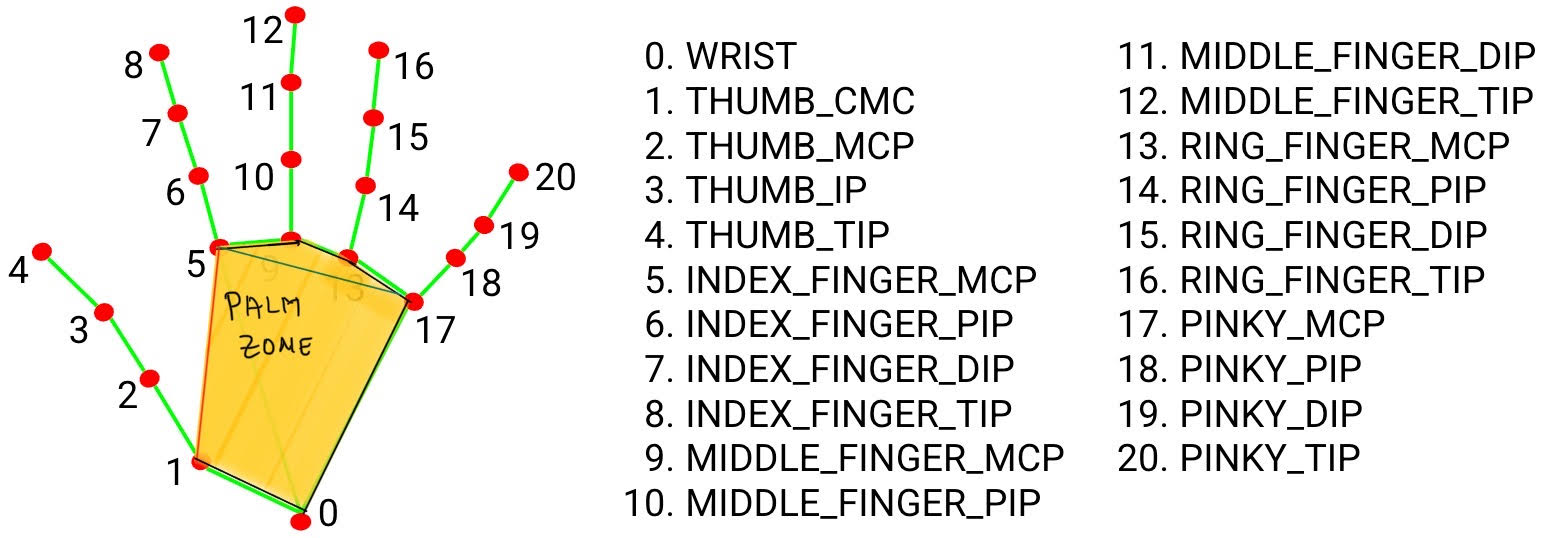 12
8
16
11
7
15
10
6
14
20
19
4
5
9
13
18
PALM
ZONE
3
17
2
1
0
0. WRIST
1. THUMB_CMC
2. THUMB_MCP
3. THUMB_IP
4. THUMB_TIP
5. INDEX_FINGER_MCP
6. INDEX_FINGER_PIP
7. INDEX_FINGER_DIP
8. INDEX_FINGER_TIP
9. MIDDLE_FINGER_MCP
10. MIDDLE_FINGER_PIP
11. MIDDLE_FINGER_DIP
12. MIDDLE_FINGER_TIP
13. RING_FINGER_MCP
14. RING_FINGER_PIP
15. RING_FINGER_DIP
16. RING_FINGER_TIP
17. PINKY_MCP
18. PINKY_PIP
19. PINKY_DIP
20. PINKY_TIP